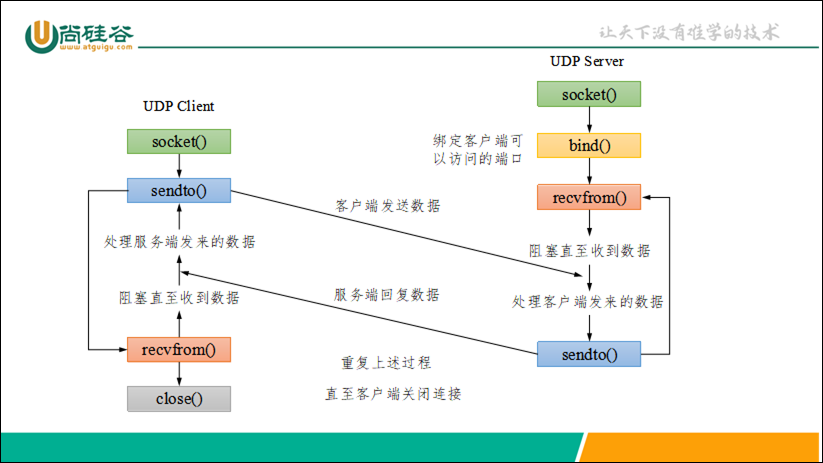 尚硅谷
www.atguigu.com
让天下没有难学的技术
UDP Server
socket()
UDP Client
绑定客户端可
以访问的端口
bind()
socket()
sendto()
客户端发送数据
recvfrom()
处理服务端发来的数据
阻塞直至收到数据
阻塞直至收到数据
服务端回复数据
处理客户端发来的数据
recvfrom()
sendto()
重复上述过程
直至客户端关闭连接
close()